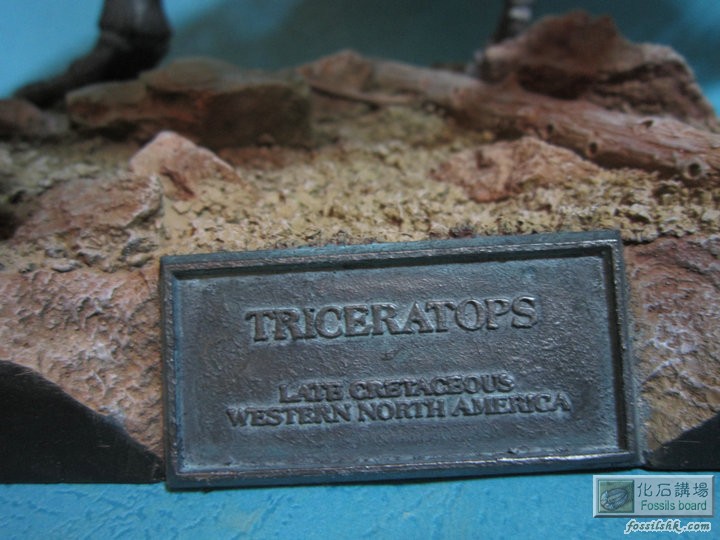 TRICERATOPS
LATE CRETACEOUS
WESTERN NORTH AMERICA
化石講場
Fossils board
fossilshk.com